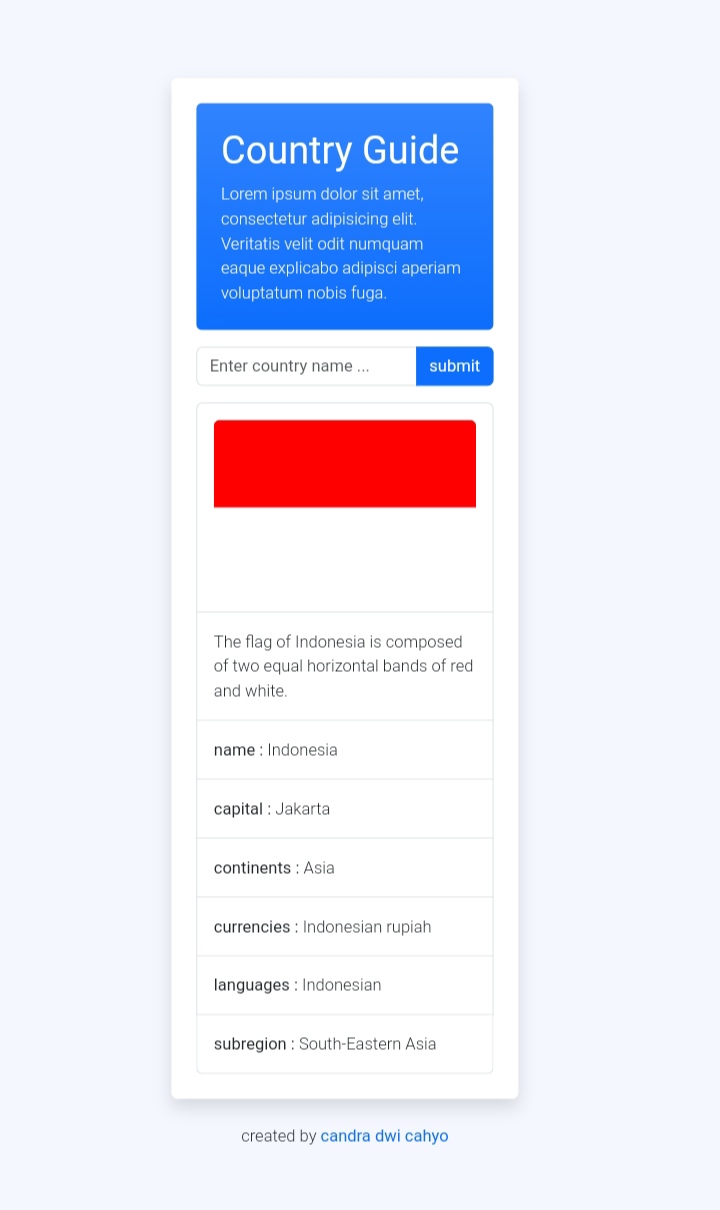 Country Guide
Lorem ipsum dolor sit amet,
consectetur adipisicing elit.
Veritatis velit odit numquam
eaque explicabo adipisci aperiam
voluptatum nobis fuga.
Enter country name ... submit
The flag of Indonesia is composed
of two equal horizontal bands of red
and white.
name : Indonesia
capital : Jakarta
continents : Asia
currencies : Indonesian rupiah
languages : Indonesian
subregion : South-Eastern Asia
created by candra dwi cahyo